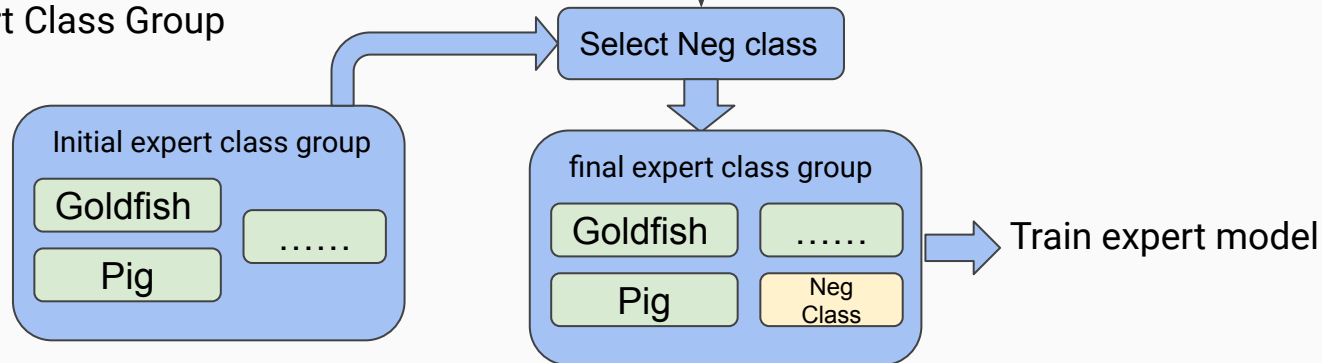 rt Class Group
Select Neg class
Initial expert class group
Goldfish
……
Pig
final expert class group
Goldfish
……
Pig
Neg
Class
Train expert model